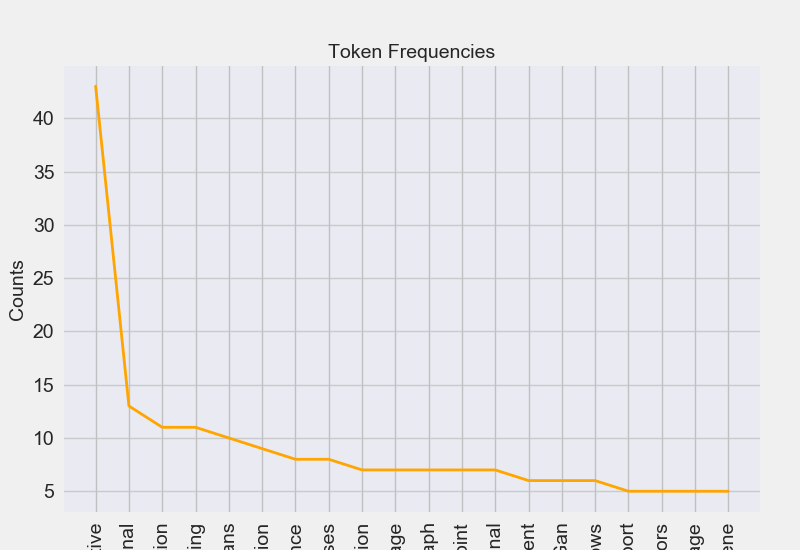 Token Frequencies
Counts
40
35
30
25
20
15
10
5
tive
nal
ion
ing
ans
ion
nce
ses
ion
age
aph
oint
nal
ent
Gan
ows
port
ors
age
ene